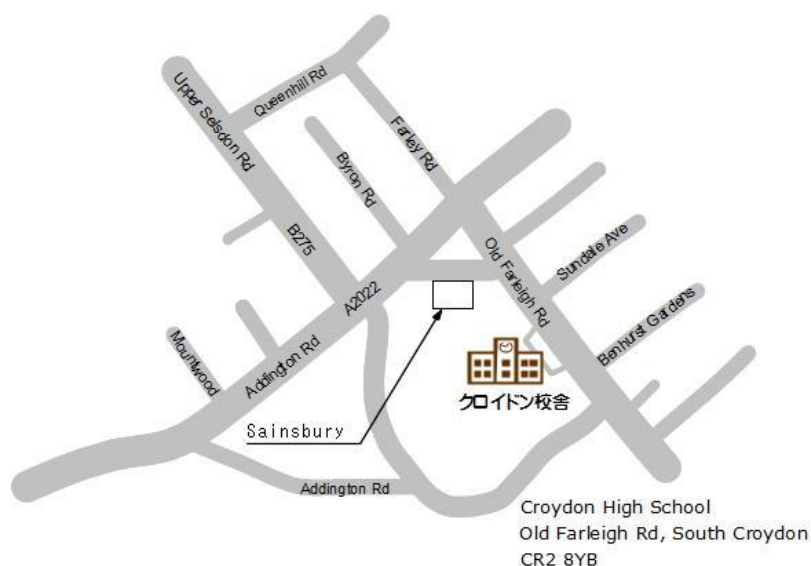 Queenhill Rd
Upper Selsdon Rd
Farley Rd
Byron Rd
B275
Old Farleigh Rd
Sundale Ave
A2022
Benhurst Gardens
Mountwood
Addington Rd
クロイドン校舎
Sainsbury
Addington Rd
Croydon High School
Old Farleigh Rd, South Croydon
CR2 8YB